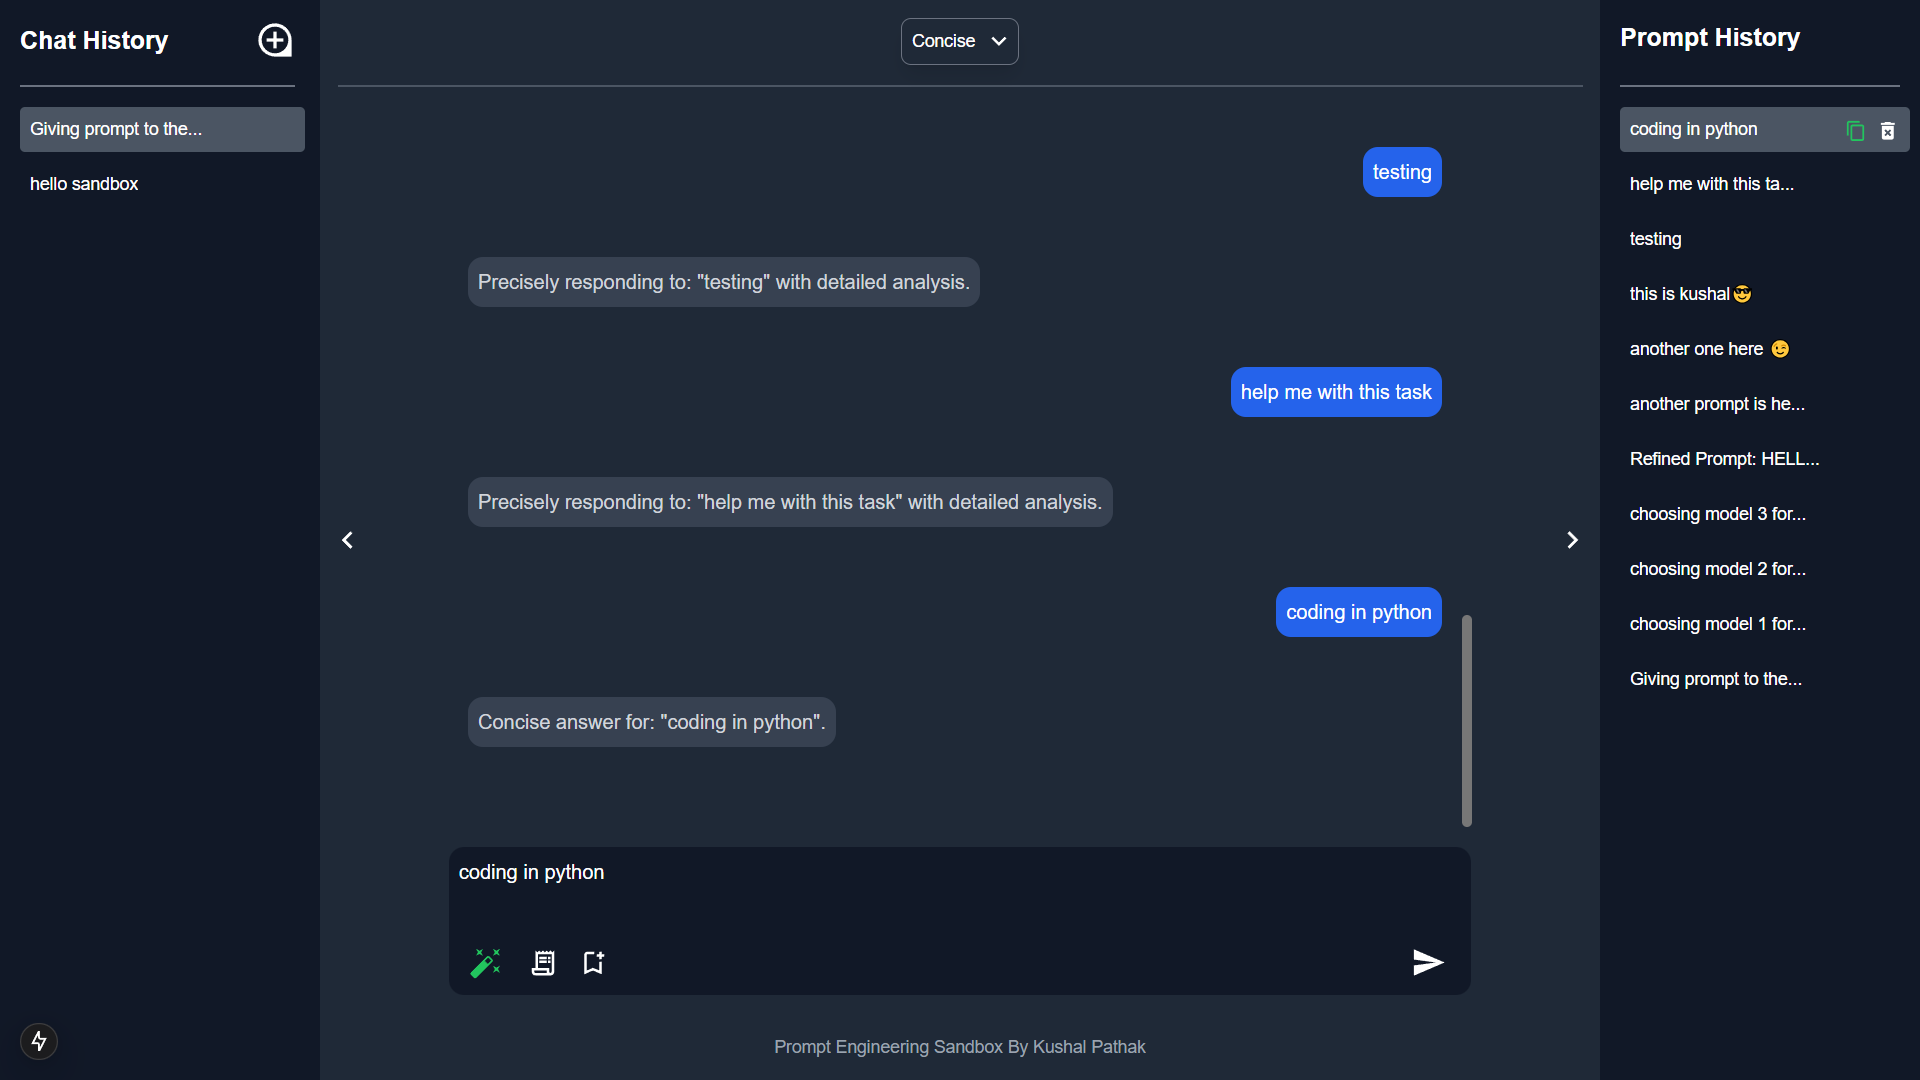 Chat History
Giving prompt to the...
hello sandbox
Concise
testing
Precisely responding to: "testing" with detailed analysis.
help me with this task
Precisely responding to: "help me with this task" with detailed analysis.
coding in python
Concise answer for: "coding in python".
coding in python
Prompt Engineering Sandbox By Kushal Pathak
Prompt History
coding in python
help me with this ta...
testing
this is kushal😎
another one here 😉
another prompt is he...
Refined Prompt: HELL...
choosing model 3 for...
choosing model 2 for...
choosing model 1 for...
Giving prompt to the...